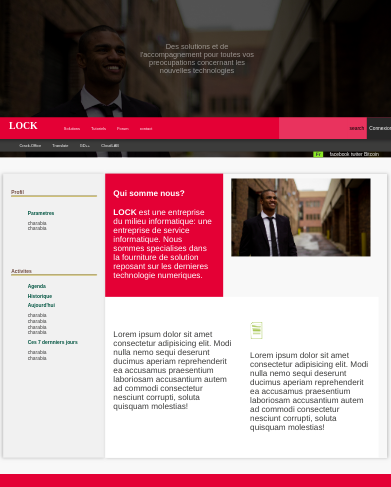 Des solutions et de
l'accompagnement pour toutes vos
preocupations concernant les
nouvelles technologies
LOCK
Solutions Tutoriels Forum contact
search
Connexion
Crack-Office Translate CloudLAB
facebook twitter Bitcoin
Profil
Parametres
charabia
charabia
Activites
Agenda
Historique
Aujourd'hui
charabia
charabia
charabia
charabia
Ces 7 dernniers jours
charabia
charabia
Qui somme nous?
LOCK est une entreprise
du milieu informatique: une
entreprise de service
informatique. Nous
sommes specialises dans
la fourniture de solution
reposant sur les dernieres
technologie numeriques.
Lorem ipsum dolor sit amet
consectetur adipisicing elit. Modi
nulla nemo sequi deserunt
ducimus aperiam reprehenderit
ea accusamus praesentium
laboriosam accusantium autem
ad commodi consectetur
nesciunt corrupti, soluta
quisquam molestias!
Lorem ipsum dolor sit amet
consectetur adipisicing elit. Modi
nulla nemo sequi deserunt
ducimus aperiam reprehenderit
ea accusamus praesentium
laboriosam accusantium autem
ad commodi consectetur
nesciunt corrupti, soluta
quisquam molestias!